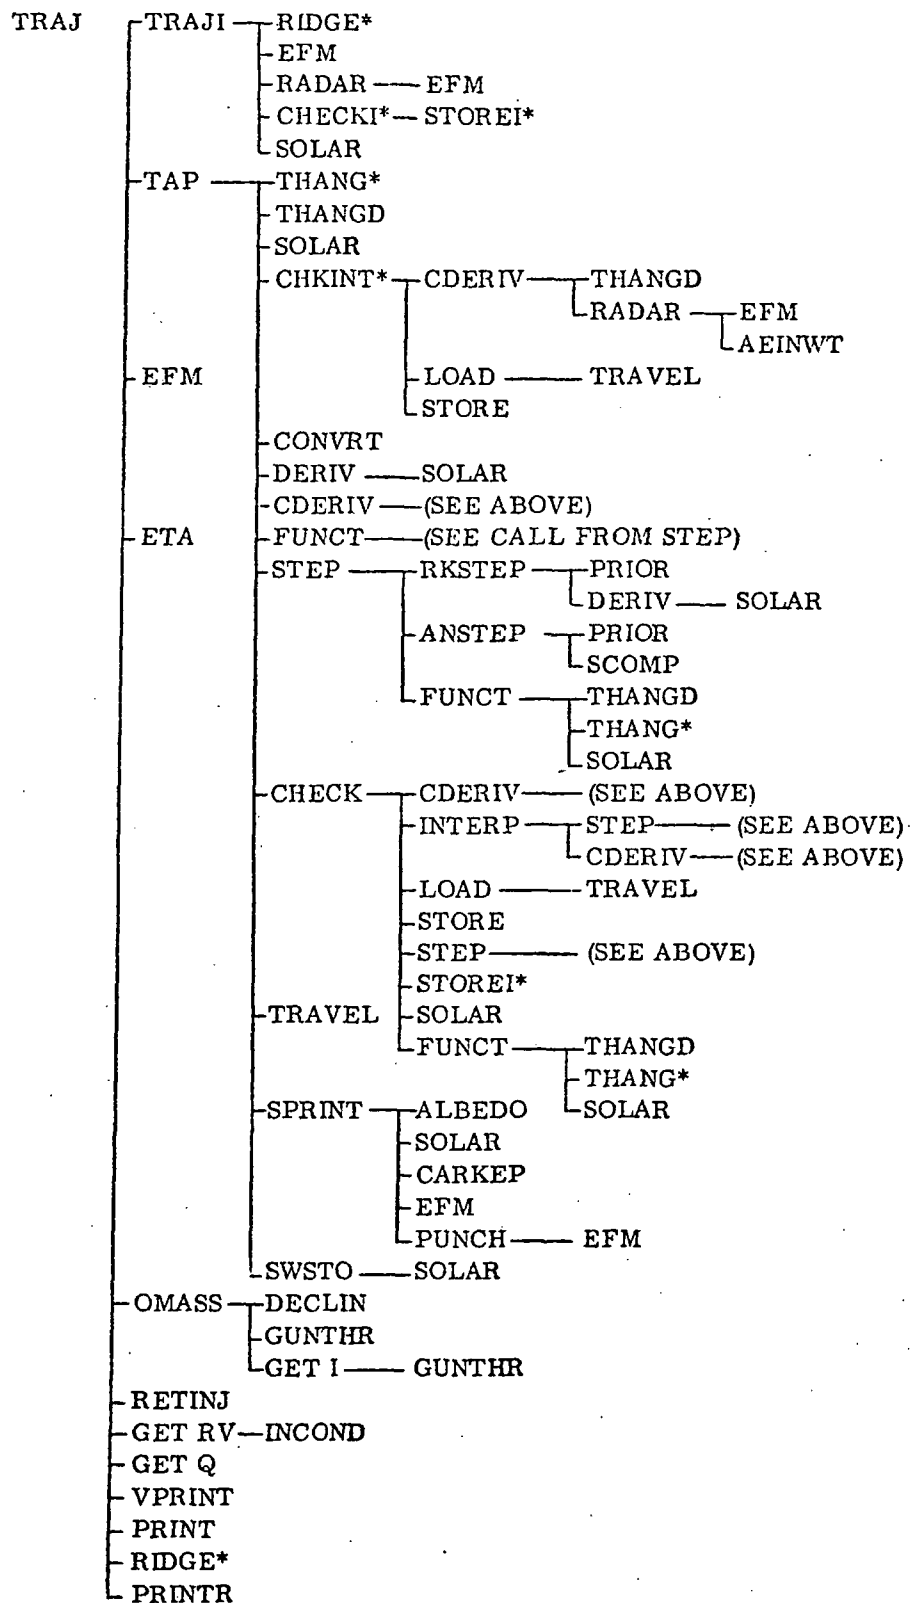 TRAJ TRAJI RIDGE*
EFM
RADAR EFM
CHECKI* STOREI*
SOLAR
TAP THANG*
THANGD
SOLAR
CHKINT* CDERIV THANGD
RADAR EFM
AEINWT
EFM LOAD TRAVEL
STORE
CONVRT
DERIV SOLAR
CDERIV (SEE ABOVE)
ETA FUNCT (SEE CALL FROM STEP)
STEP RKSTEP PRIOR
DERIV SOLAR
ANSTEP PRIOR
SCOMP
FUNCT THANGD
THANG*
SOLAR
CHECK CDERIV (SEE ABOVE)
INTERP STEP (SEE ABOVE)
CDERIV (SEE ABOVE)
LOAD TRAVEL
STORE
STEP (SEE ABOVE)
STOREI*
TRAVEL SOLAR
FUNCT THANGD
THANG*
SPRINT ALBEDO SOLAR
SOLAR
CARKEP
EFM
PUNCH EFM
SWSTO SOLAR
OMASS DECLIN
GUNTHR
GET I GUNTHR
RETINJ
GET RV INCOND
GET Q
VPRINT
PRINT
RIDGE*
PRINTR